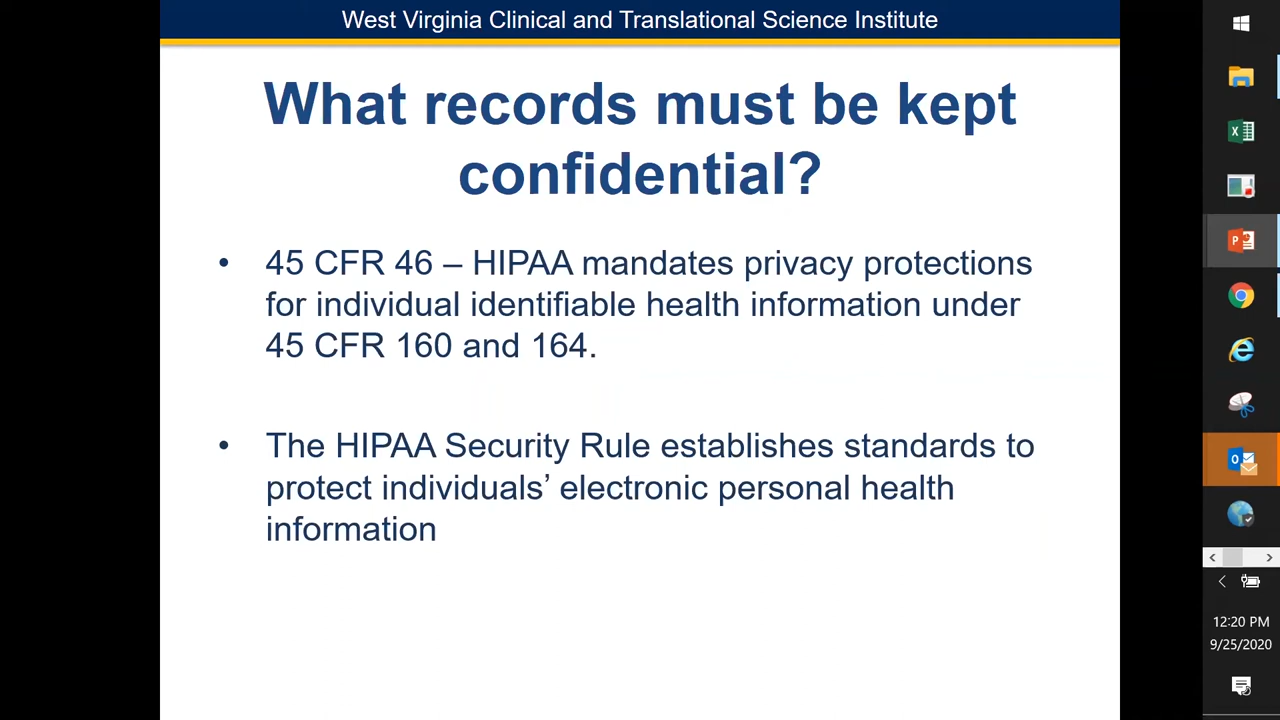 West Virginia Clinical and Translational Science Institute
What records must be kept
confidential?
• 45 CFR 46 – HIPAA mandates privacy protections
for individual identifiable health information under
45 CFR 160 and 164.
• The HIPAA Security Rule establishes standards to
protect individuals’ electronic personal health
information
12:20 PM
9/25/2020